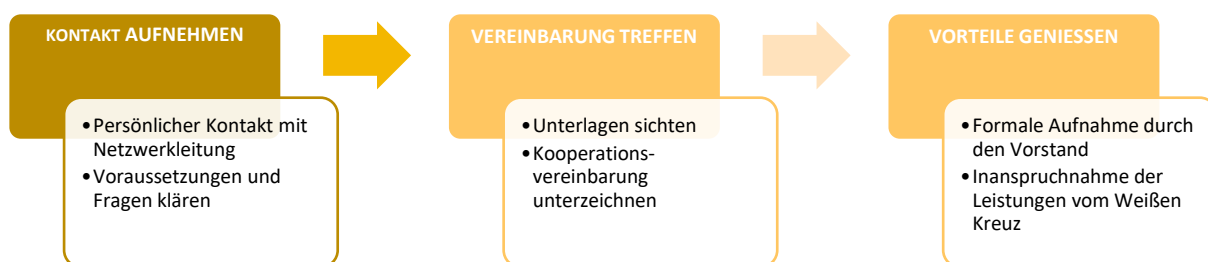 KONTAKT AUFNEHMEN
•Persönlicher Kontakt mit
Netzwerkleitung
•Voraussetzungen und
Fragen klären
VEREINBARUNG TREFFEN
•Unterlagen sichten
•Kooperations-
vereinbarung
unterzeichnen
VORTEILE GENIESSEN
•Formale Aufnahme durch
den Vorstand
•Inanspruchnahme der
Leistungen vom Weißen
Kreuz